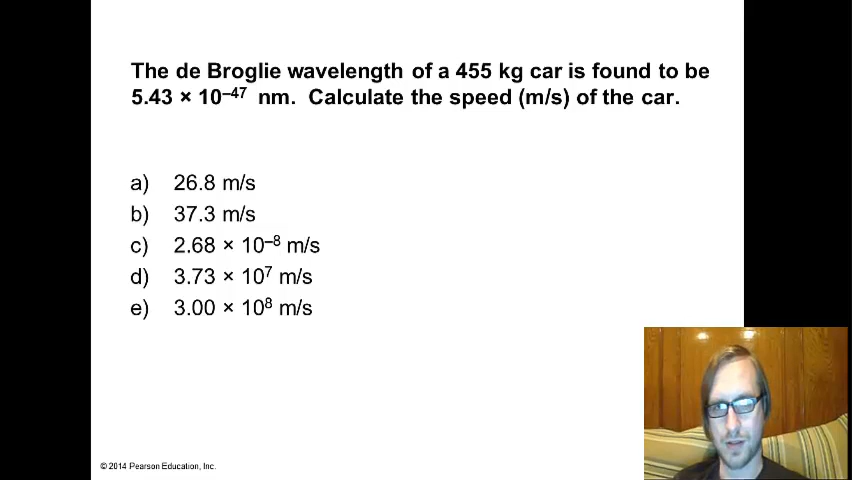 The de Broglie wavelength of a 455 kg car is found to be
5.43 × 10⁻⁴⁷ nm. Calculate the speed (m/s) of the car.
a) 26.8 m/s
b) 37.3 m/s
c) 2.68 × 10⁻⁸ m/s
d) 3.73 × 10⁷ m/s
e) 3.00 × 10⁸ m/s
© 2014 Pearson Education, Inc.